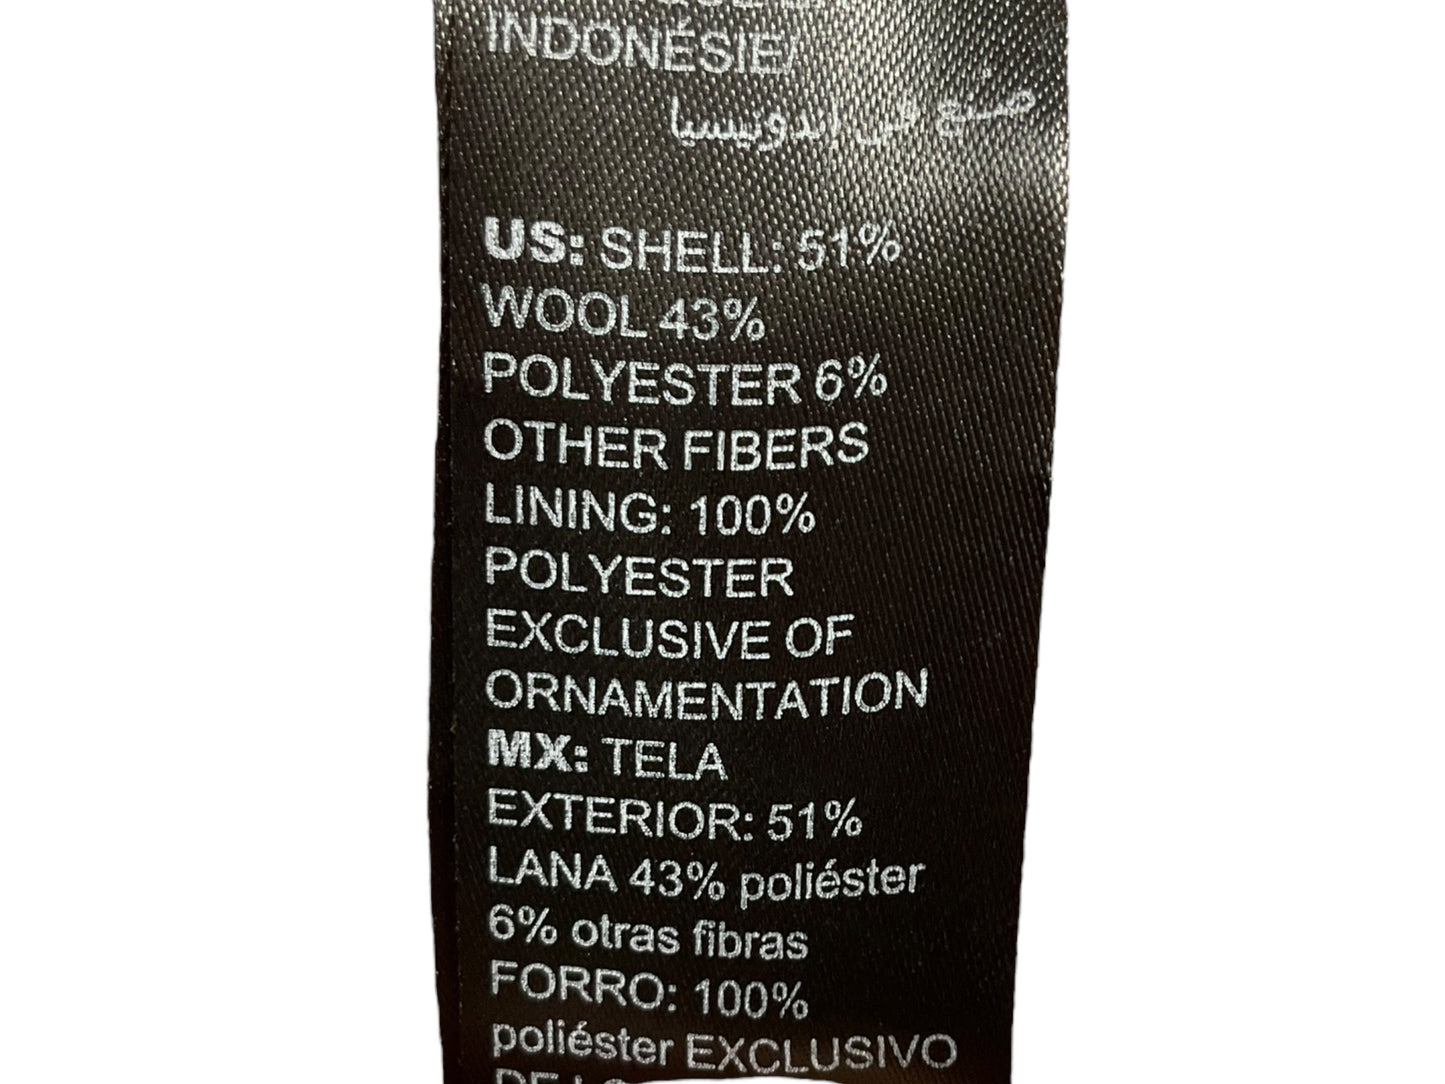 INDONÉSIE/
صنع في إندونيسيا
US: SHELL: 51%
WOOL 43%
POLYESTER 6%
OTHER FIBERS
LINING: 100%
POLYESTER
EXCLUSIVE OF
ORNAMENTATION
MX: TELA
EXTERIOR: 51%
LANA 43% poliéster
6% otras fibras
FORRO: 100%
poliéster EXCLUSIVO